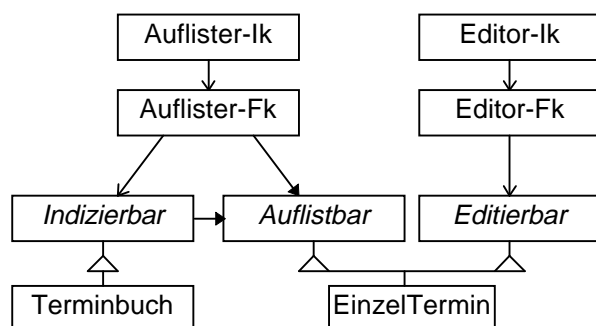 Auflister-Ik
Editor-Ik
Auflister-Fk
Editor-Fk
Indizierbar
Auflistbar
Editierbar
Terminbuch
EinzelTermin